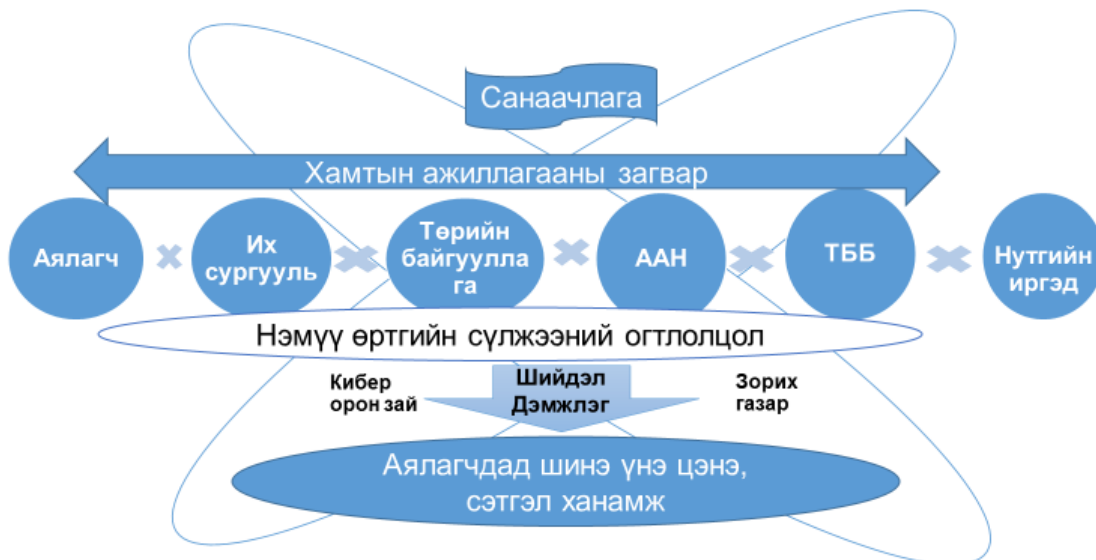 Санаачлага
Хамтын ажиллагааны загвар
Аялагч
Их
сургууль
Төрийн
байгуулла
га
ААН
ТББ
Нутгийн
иргэд
Нэмүү өртгийн сүлжээний огтлолцол
Кибер
орон зай
Шийдэл
Дэмжлэг
Зорих
газар
Аялагчдад шинэ үнэ цэнэ,
сэтгэл ханамж